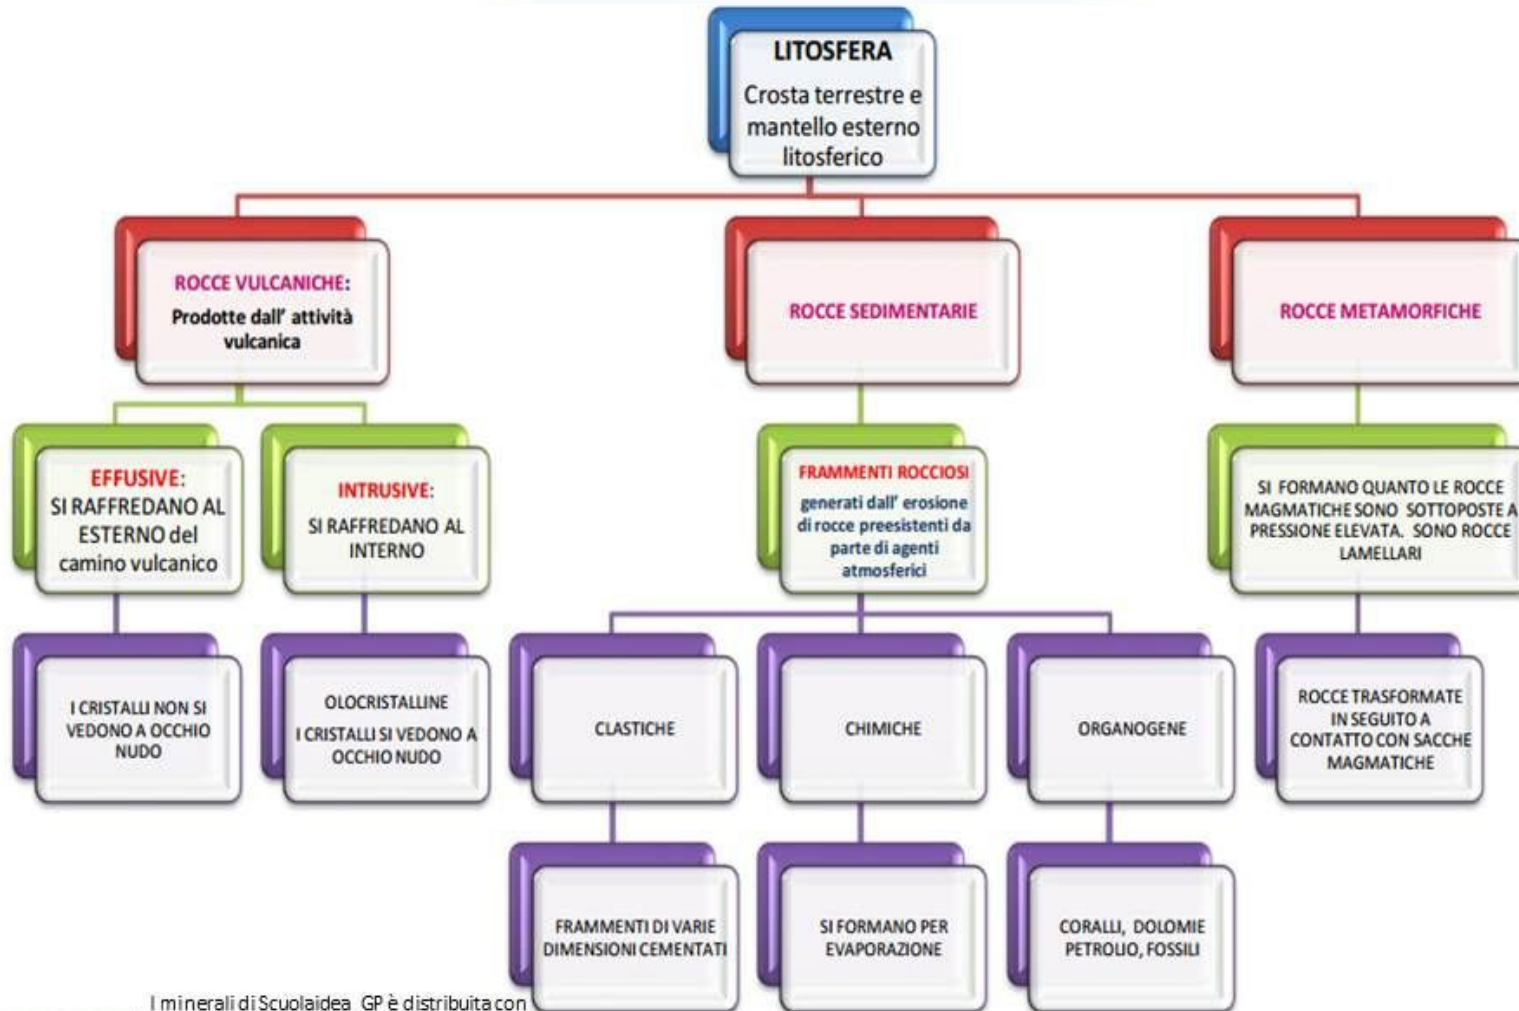 LITOSFERA
Crosta terrestre e
mantello esterno
litosferico
ROCCE VULCANICHE:
Prodotte dall' attività
vulcanica
ROCCE SEDIMENTARIE
ROCCE METAMORFICHE
EFFUSIVE:
SI RAFFREDANO AL
ESTERNO del
camino vulcanico
INTRUSIVE:
SI RAFFREDANO AL
INTERNO
FRAMMENTI ROCCIOSI
generati dall' erosione
di rocce preesistenti da
parte di agenti
atmosferici
SI FORMANO QUANTO LE ROCCE
MAGMATICHE SONO SOTTOPOSTE A
PRESSIONE ELEVATA. SONO ROCCE
LAMELLARI
I CRISTALLI NON SI
VEDONO A OCCHIO
NUDO
OLOCRISTALLINE
I CRISTALLI SI VEDONO A
OCCHIO NUDO
CLASTICHE
CHIMICHE
ORGANOGENE
ROCCE TRASFORMATE
IN SEGUITO A
CONTATTO CON SACCHE
MAGMATICHE
FRAMMENTI DI VARIE
DIMENSIONI CEMENTATI
SI FORMANO PER
EVAPORAZIONE
CORALLI, DOLOMIE
PETROLIO, FOSSILI
I minerali di Scuolaidea GP è distribuita con